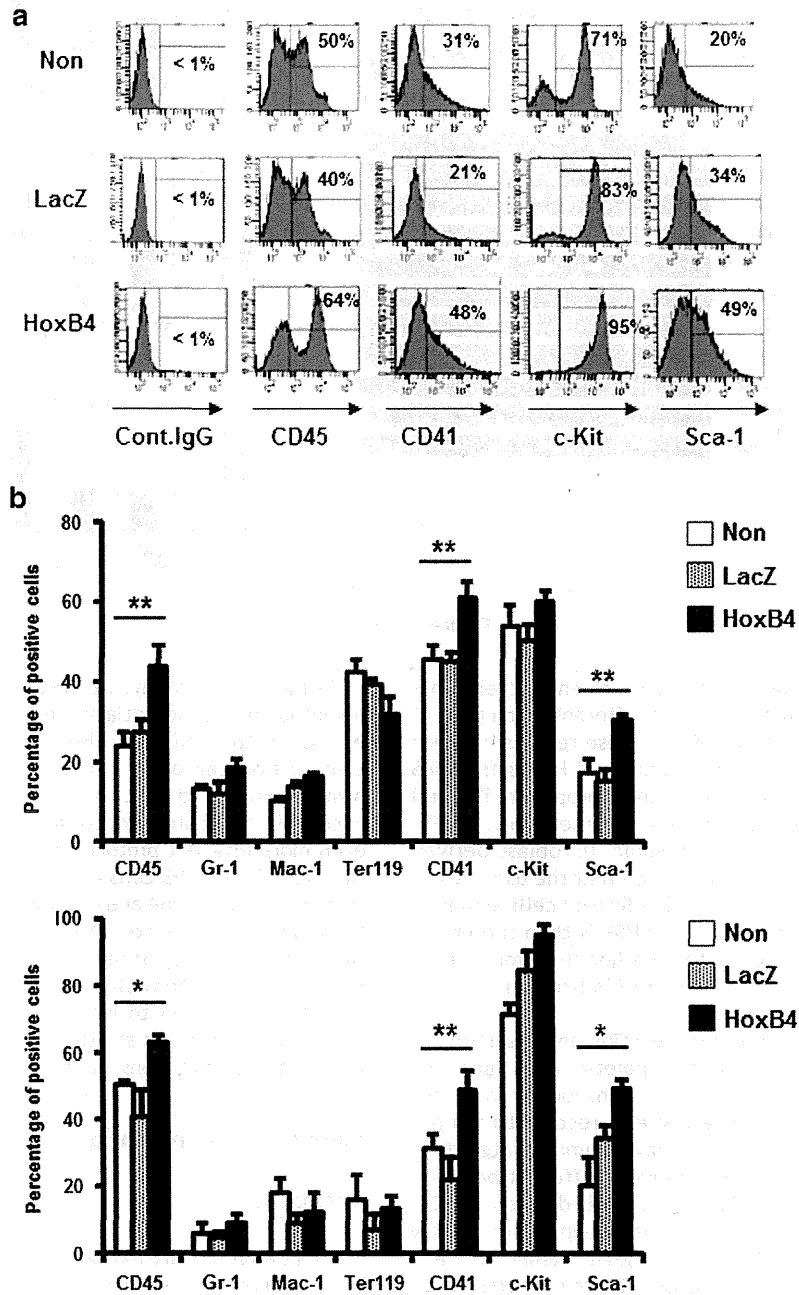 a
Non
< 1%
50%
31%
71%
20%
LacZ
< 1%
40%
21%
83%
34%
HoxB4
< 1%
64%
48%
95%
49%
Cont.IgG
CD45
CD41
c-Kit
Sca-1
b
Percentage of positive cells
80
60
40
20
0
**
**
**
CD45
Gr-1
Mac-1
Ter119
CD41
c-Kit
Sca-1
Non
LacZ
HoxB4
Percentage of positive cells
100
80
60
40
20
0
*
**
*
CD45
Gr-1
Mac-1
Ter119
CD41
c-Kit
Sca-1
Non
LacZ
HoxB4